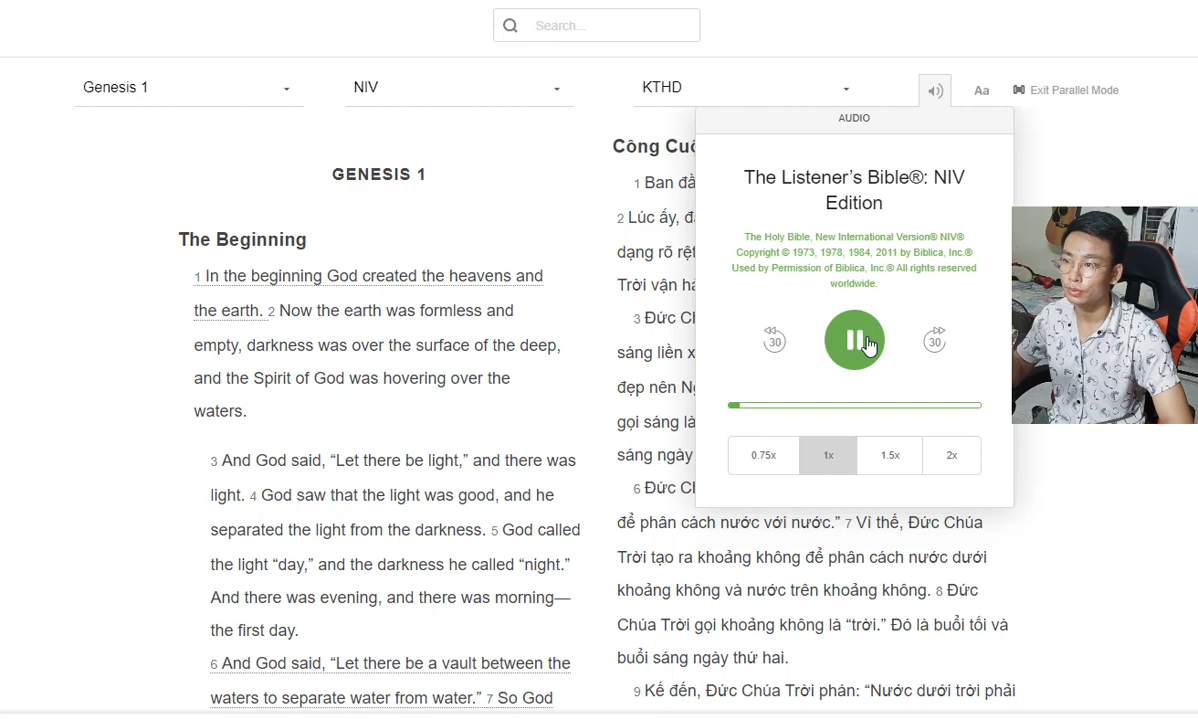 Search...
Genesis 1
NIV
KTHD
Aa
Exit Parallel Mode
GENESIS 1
The Beginning
1 In the beginning God created the heavens and
the earth. 2 Now the earth was formless and
empty, darkness was over the surface of the deep,
and the Spirit of God was hovering over the
waters.
3 And God said, “Let there be light,” and there was
light. 4 God saw that the light was good, and he
separated the light from the darkness. 5 God called
the light “day,” and the darkness he called “night.”
And there was evening, and there was morning—
the first day.
6 And God said, “Let there be a vault between the
waters to separate water from water.” 7 So God
Công
1 Ban
2 Lúc ấy,
dạng rõ
Trời vận
3 Đức
sáng liền
đẹp nên
gọi sáng là
sáng ngày
6 Đức
để phân cách nước với nước.” 7 Vì thế, Đức Chúa
Trời tạo ra khoảng không để phân cách nước dưới
khoảng không và nước trên khoảng không. 8 Đức
Chúa Trời gọi khoảng không là “trời.” Đó là buổi tối và
buổi sáng ngày thứ hai.
9 Kế đến, Đức Chúa Trời phán: “Nước dưới trời phải
AUDIO
The Listener’s Bible®: NIV
Edition
The Holy Bible, New International Version® NIV®
Copyright © 1973, 1978, 1984, 2011 by Biblica, Inc.®
Used by Permission of Biblica, Inc.® All rights reserved
worldwide.
30
30
0.75x
1x
1.5x
2x